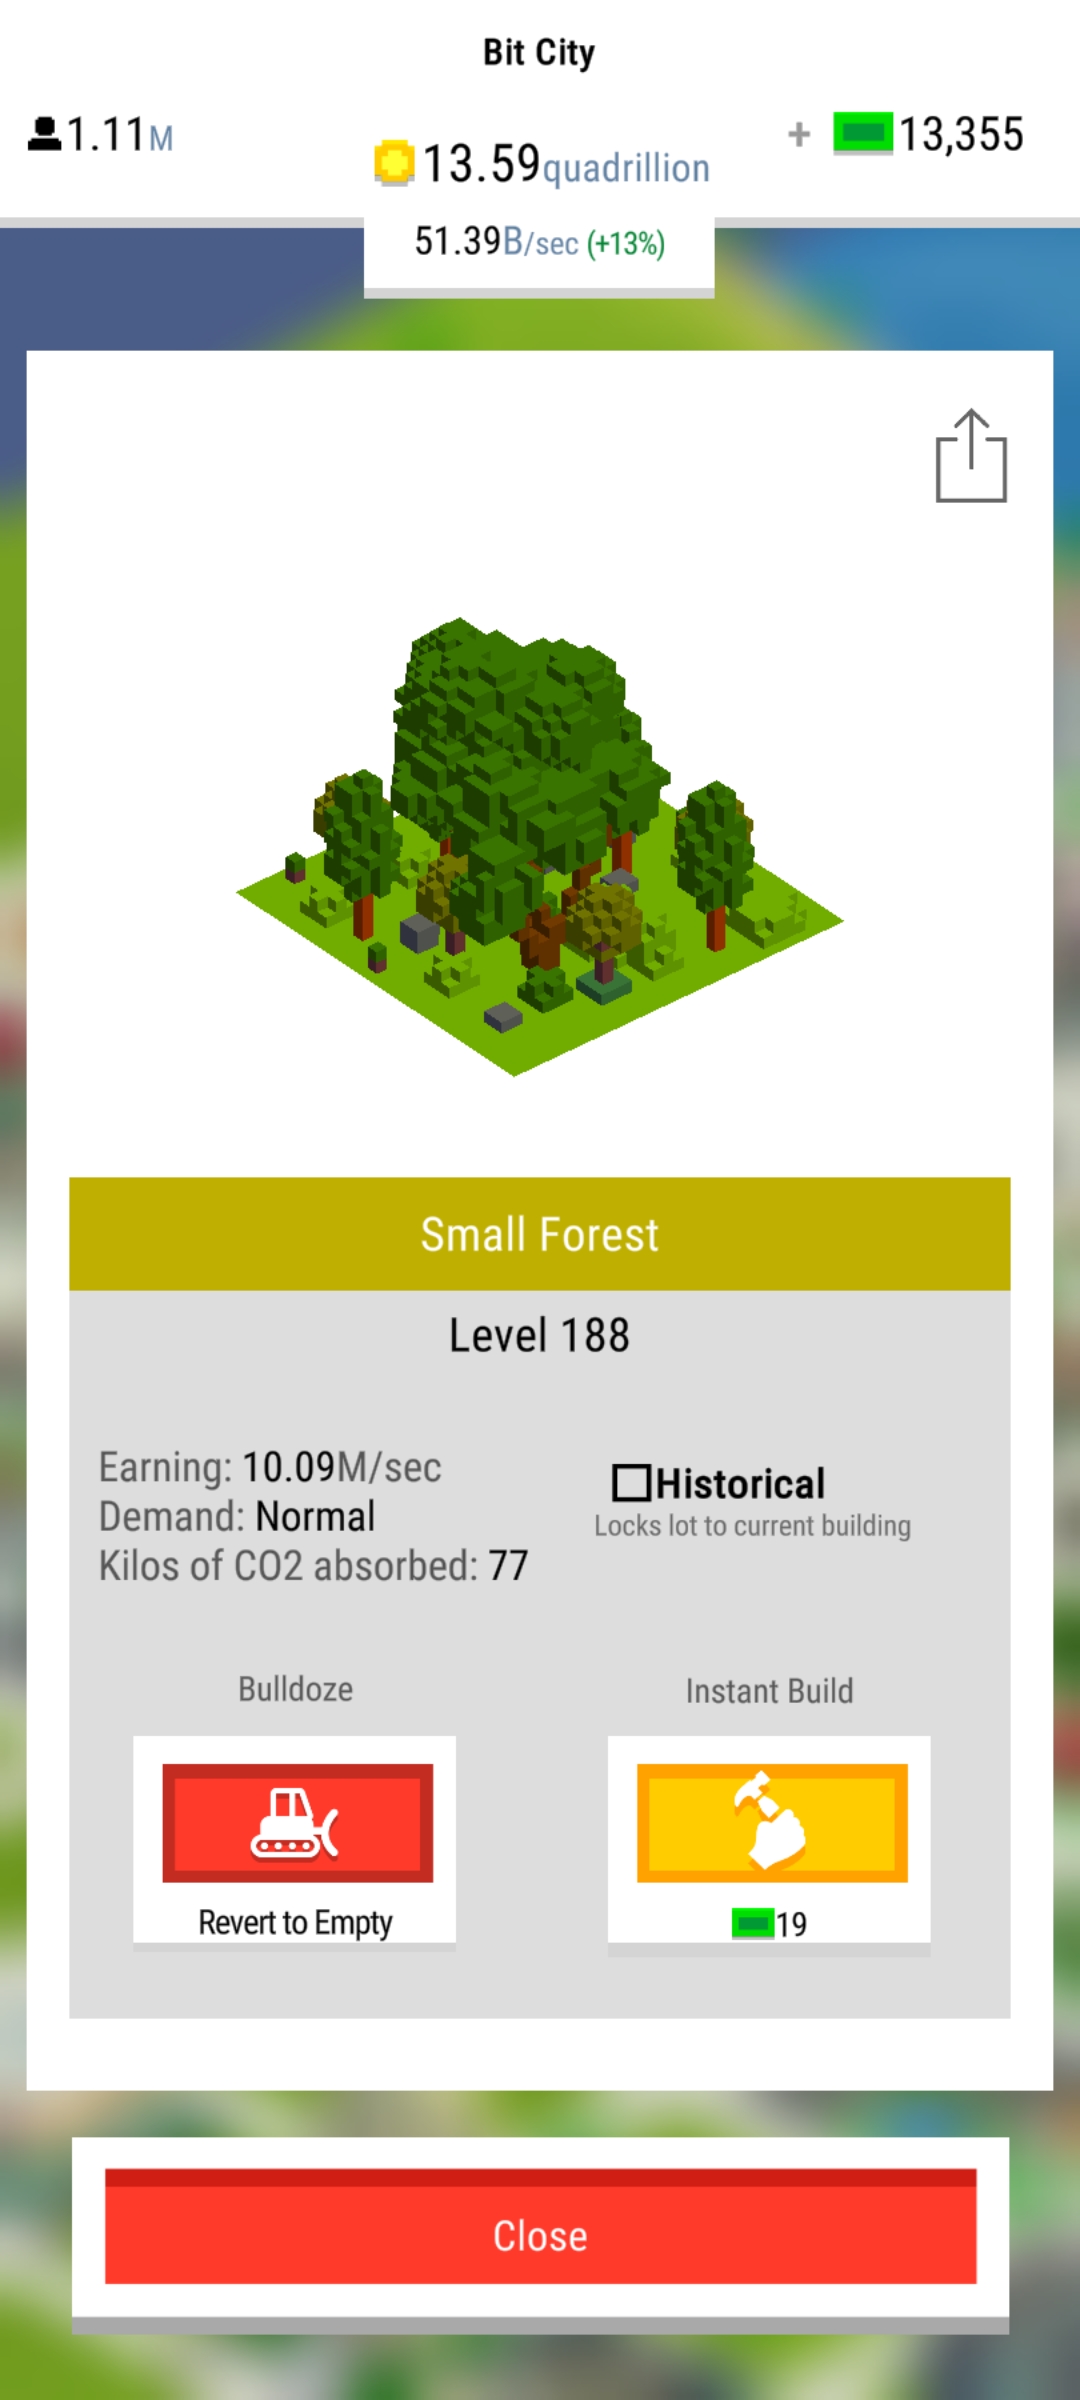 Bit City
1.11M
13.59quadrillion
+ 13,355
51.39B/sec (+13%)
Small Forest
Level 188
Earning: 10.09M/sec
Demand: Normal
Kilos of CO2 absorbed: 77
Historical
Locks lot to current building
Bulldoze
Instant Build
Revert to Empty
19
Close